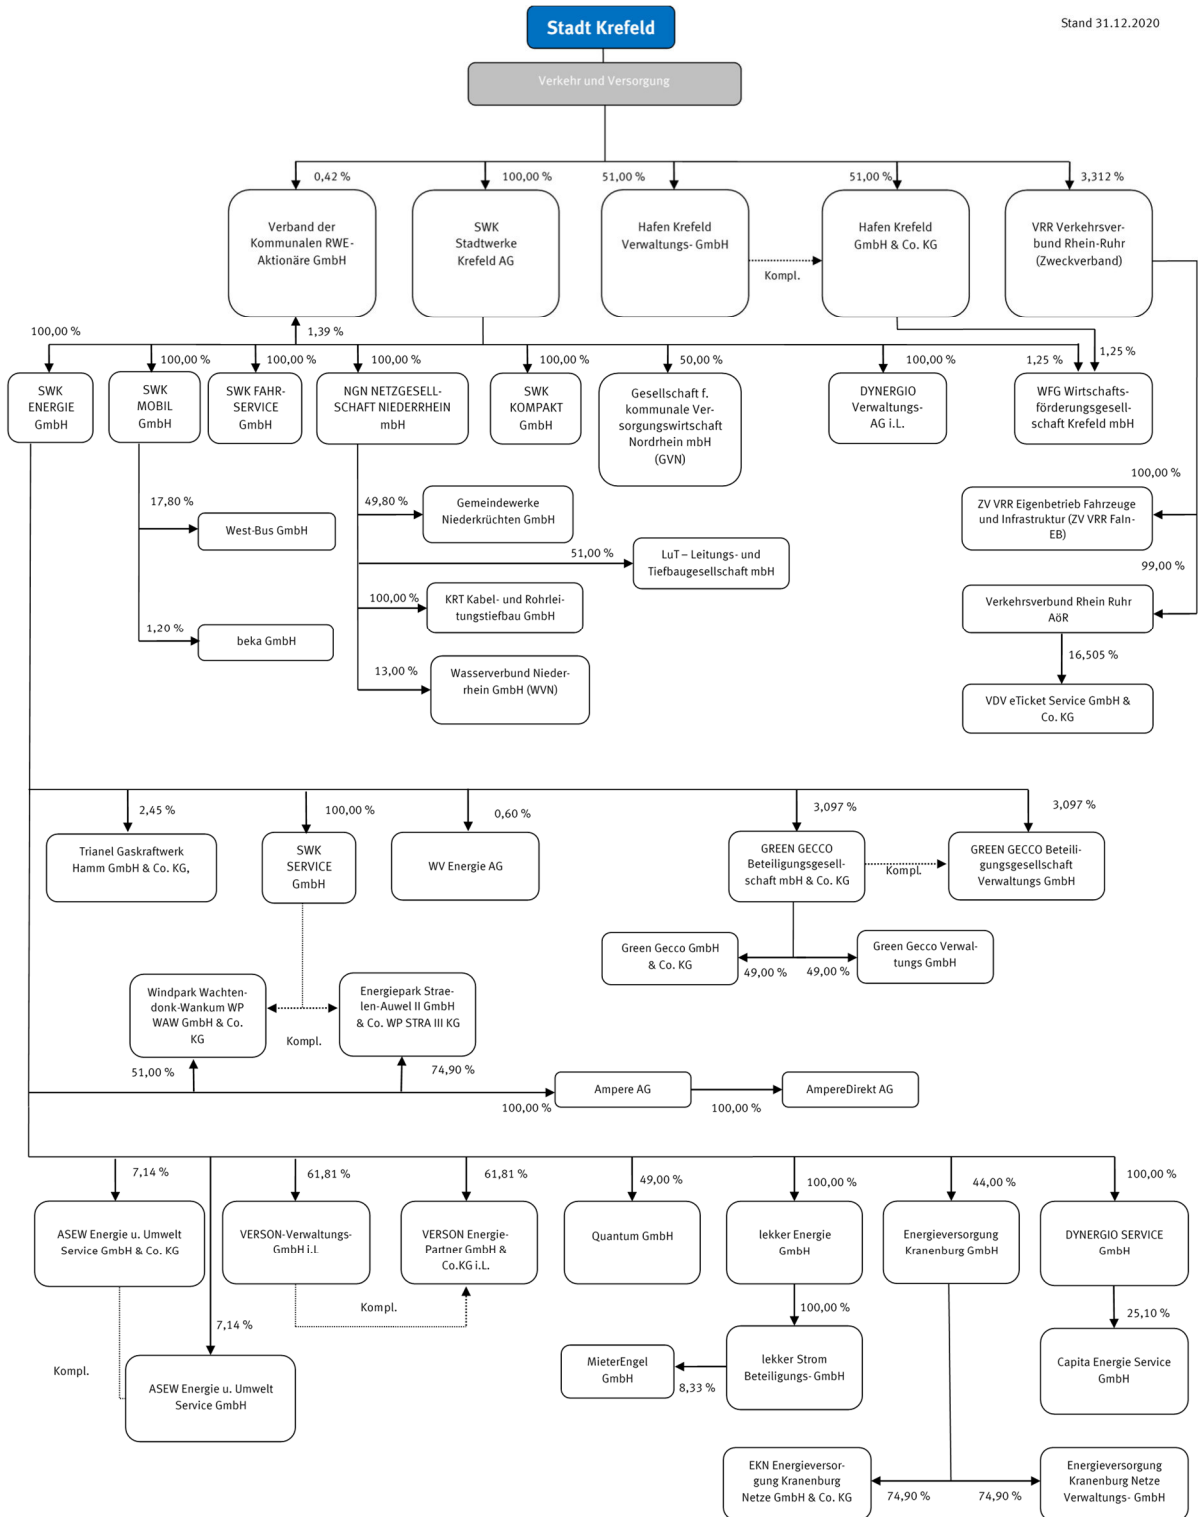 Stadt Krefeld
Stand 31.12.2020
Verkehr und Versorgung
0,42 %
100,00 %
51,00 %
51,00 %
3,312 %
Verband der
Kommunalen RWE-
Aktionäre GmbH
SWK
Stadtwerke
Krefeld AG
Hafen Krefeld
Verwaltungs- GmbH
Kompl.
Hafen Krefeld
GmbH & Co. KG
VRR Verkehrsver-
bund Rhein-Ruhr
(Zweckverband)
100,00 %
1,39 %
100,00 %
100,00 %
100,00 %
100,00 %
50,00 %
100,00 %
1,25 %
1,25 %
SWK
ENERGIE
GmbH
SWK
MOBIL
GmbH
SWK FAHR-
SERVICE
GmbH
NGN NETZGESELL-
SCHAFT NIEDERRHEIN
mbH
SWK
KOMPAKT
GmbH
Gesellschaft f.
kommunale Ver-
sorgungswirtschaft
Nordrhein mbH
(GVN)
DYNERGIO
Verwaltungs-
AG i.L.
WFG Wirtschafts-
förderungsgesell-
schaft Krefeld mbH
17,80 %
West-Bus GmbH
1,20 %
beka GmbH
49,80 %
Gemeindewerke
Niederkrüchten GmbH
51,00 %
LuT – Leitungs- und
Tiefbaugesellschaft mbH
100,00 %
KRT Kabel- und Rohrlei-
tungstiefbau GmbH
13,00 %
Wasserverbund Nieder-
rhein GmbH (WVN)
100,00 %
ZV VRR Eigenbetrieb Fahrzeuge
und Infrastruktur (ZV VRR FaIn-
EB)
99,00 %
Verkehrsverbund Rhein Ruhr
AöR
16,505 %
VDV eTicket Service GmbH &
Co. KG
2,45 %
100,00 %
0,60 %
3,097 %
3,097 %
Trianel Gaskraftwerk
Hamm GmbH & Co. KG,
SWK
SERVICE
GmbH
WV Energie AG
GREEN GECCO
Beteiligungsgesell-
schaft mbH & Co. KG
Kompl.
GREEN GECCO Beteili-
gungsgesellschaft
Verwaltungs GmbH
Green Gecco GmbH
& Co. KG
49,00 %
49,00 %
Green Gecco Verwal-
tungs GmbH
Windpark Wachten-
donk-Wankum WP
WAW GmbH & Co.
KG
Kompl.
Energiepark Strae-
len-Auwel II GmbH
& Co. WP STRA III KG
51,00 %
74,90 %
100,00 %
Ampere AG
100,00 %
AmpereDirekt AG
7,14 %
61,81 %
61,81 %
49,00 %
100,00 %
44,00 %
100,00 %
ASEW Energie u. Umwelt
Service GmbH & Co. KG
VERSON-Verwaltungs-
GmbH i.L
VERSON Energie-
Partner GmbH &
Co.KG i.L.
Quantum GmbH
lekker Energie
GmbH
Energieversorgung
Kranenburg GmbH
DYNERGIO SERVICE
GmbH
Kompl.
7,14 %
100,00 %
25,10 %
Kompl.
ASEW Energie u. Umwelt
Service GmbH
MieterEngel
GmbH
8,33 %
lekker Strom
Beteiligungs- GmbH
Capita Energie Service
GmbH
EKN Energieversor-
gung Kranenburg
Netze GmbH & Co. KG
74,90 %
74,90 %
Energieversorgung
Kranenburg Netze
Verwaltungs- GmbH